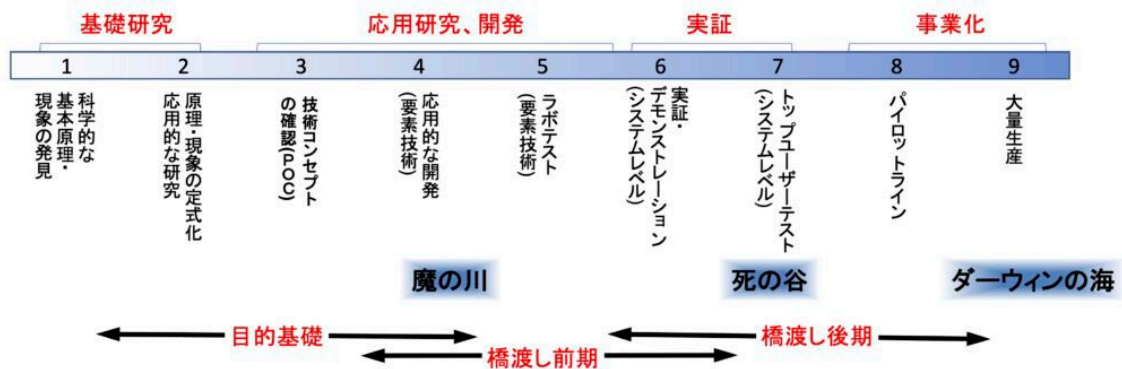 基礎研究
応用研究、開発
実証
事業化
1
2
3
4
5
6
7
8
9
科学的な
基本原理・
現象の発見
原理・現象の定式化
応用的な研究
技術コンセプト
の確認(POC)
応用的な開発
(要素技術)
ラボテスト
(要素技術)
実証・
デモンストレーション
(システムレベル)
トップユーザーテスト
(システムレベル)
パイロットライン
大量生産
魔の川
死の谷
ダーウィンの海
目的基礎
橋渡し前期
橋渡し後期